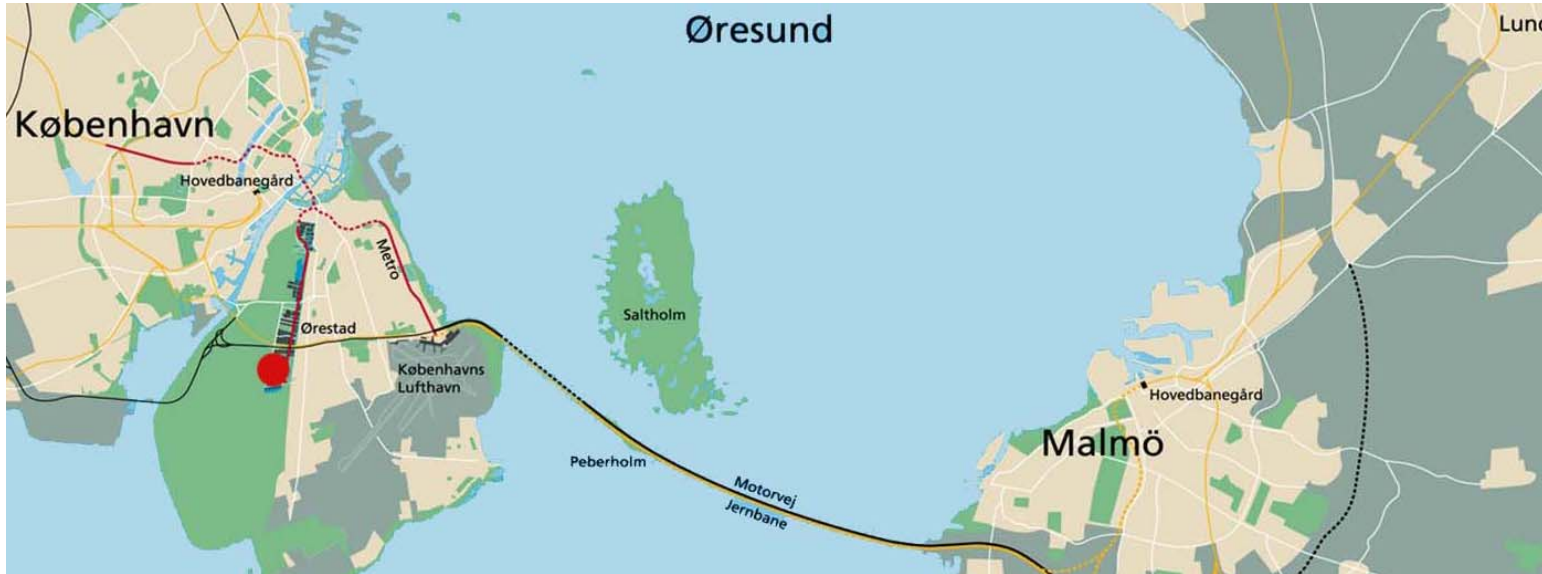 Øresund
Lund
København
Hovedbanegård
Metro
Saltholm
Ørestad
Københavns
Lufthavn
Hovedbanegård
Malmö
Peberholm
Motorvej
Jernbane